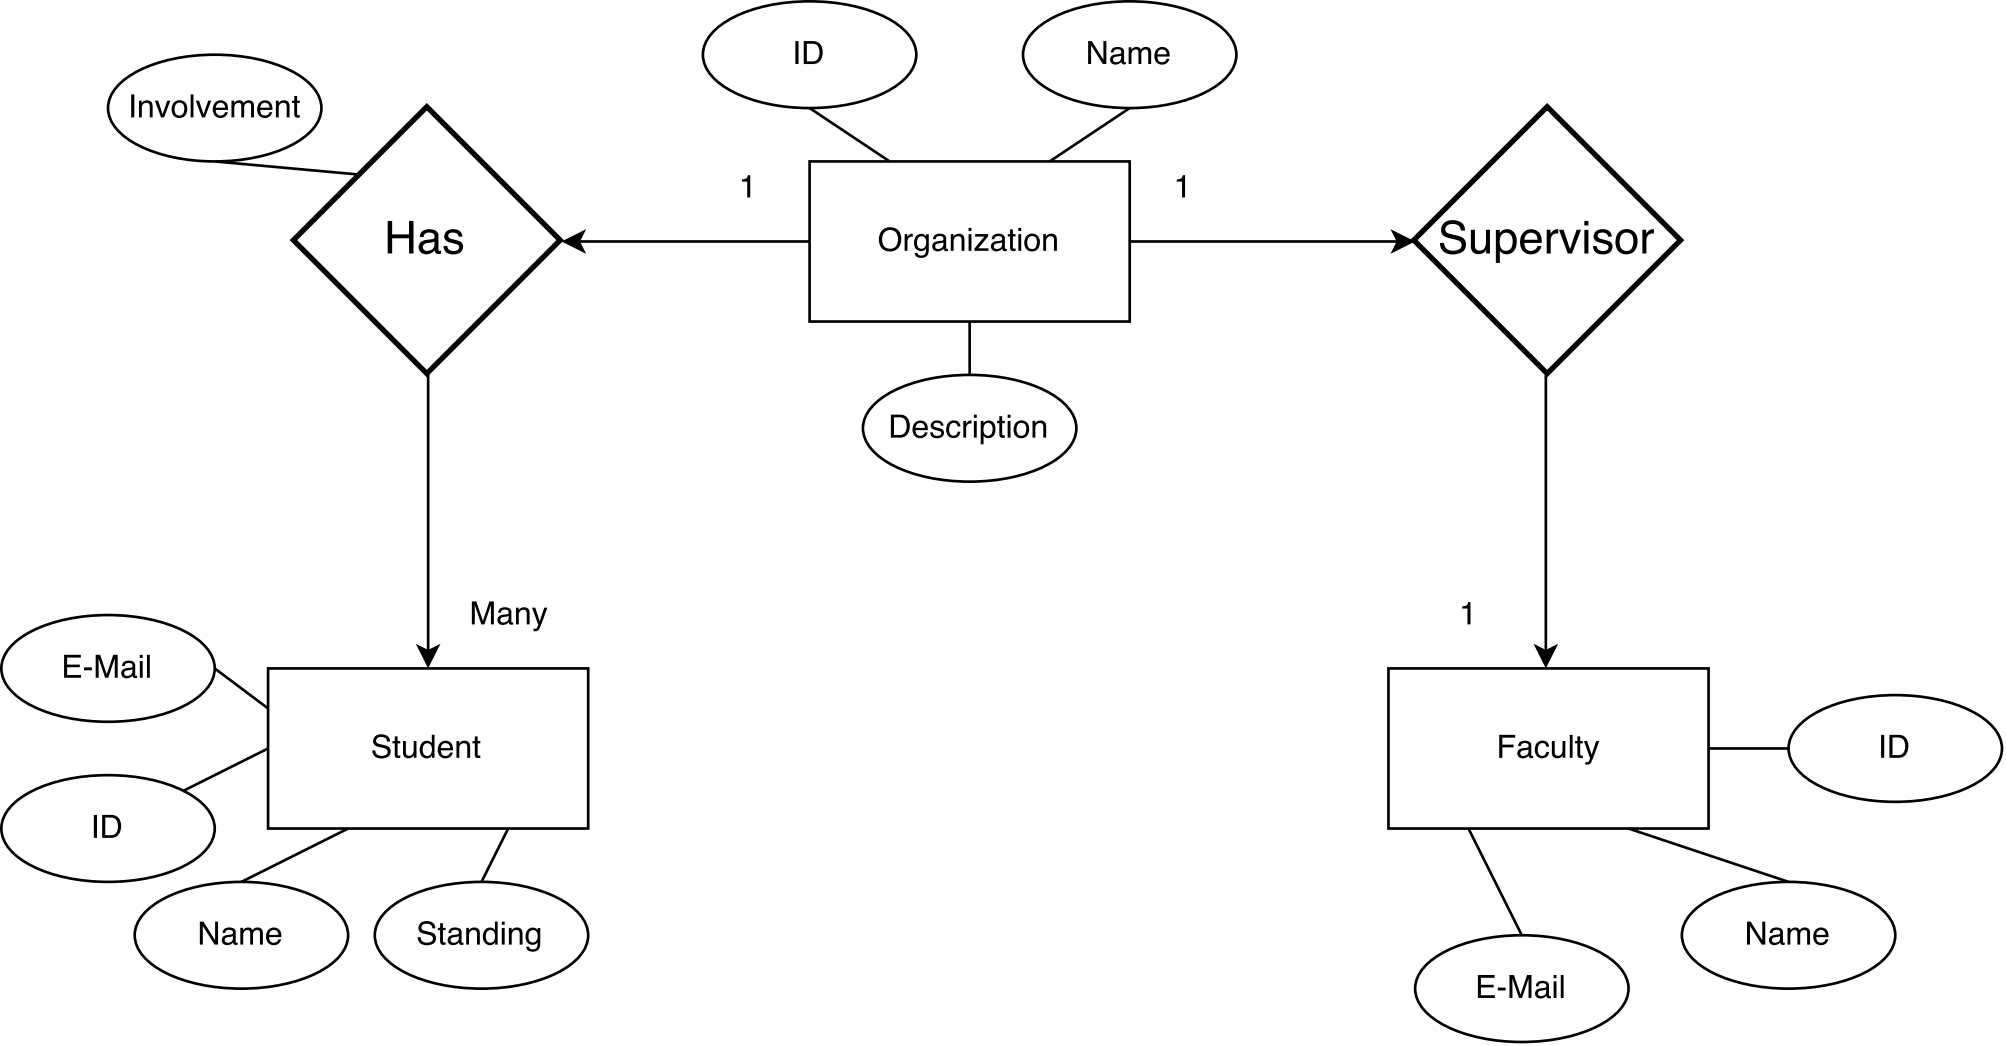 ID
Name
Involvement
1
1
Has
Organization
Supervisor
Description
Many
1
E-Mail
Student
Faculty
ID
ID
Name
Standing
Name
E-Mail